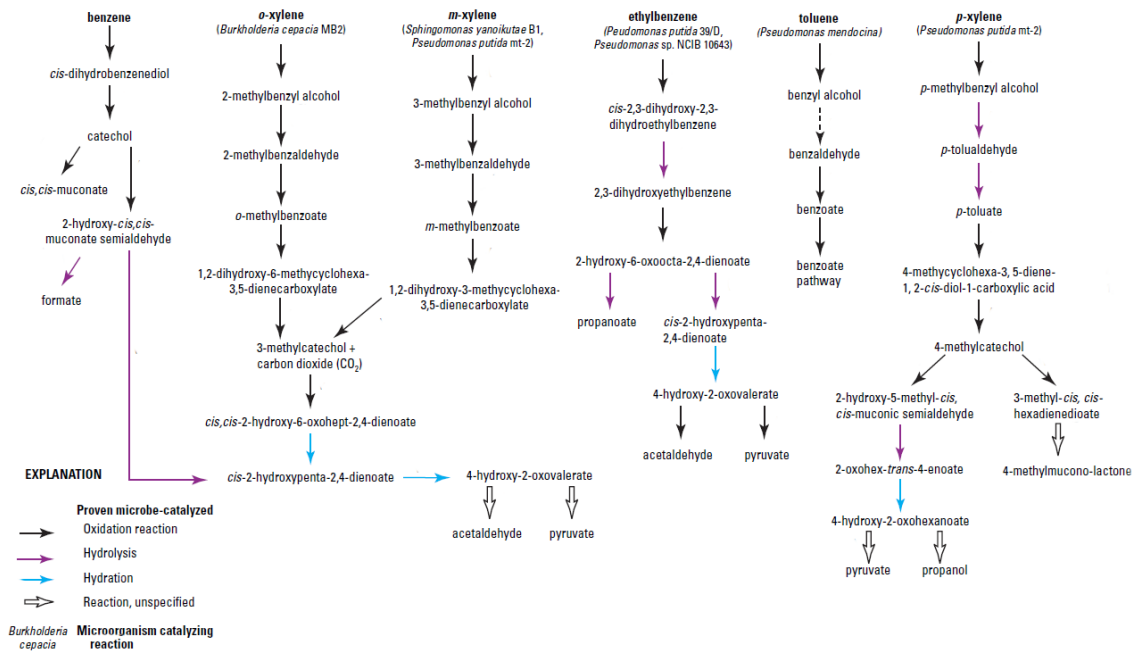 benzene
cis-dihydrobenzenediol
catechol
cis,cis-muconate
2-hydroxy-cis,cis-
muconate semialdehyde
formate
o-xylene
(Burkholderia cepacia MB2)
2-methylbenzyl alcohol
2-methylbenzaldehyde
o-methylbenzoate
1,2-dihydroxy-6-methycyclohexa-
3,5-dienecarboxylate
m-xylene
(Sphingomonas yanoikutae B1,
Pseudomonas putida mt-2)
3-methylbenzyl alcohol
3-methylbenzaldehyde
m-methylbenzoate
1,2-dihydroxy-3-methycyclohexa-
3,5-dienecarboxylate
3-methylcatechol +
carbon dioxide (CO2)
cis,cis-2-hydroxy-6-oxohept-2,4-dienoate
cis-2-hydroxypenta-2,4-dienoate
4-hydroxy-2-oxovalerate
acetaldehyde
pyruvate
ethylbenzene
(Peudomonas putida 39/D,
Pseudomonas sp. NCIB 10643)
cis-2,3-dihydroxy-2,3-
dihydroethylbenzene
2,3-dihydroxyethylbenzene
2-hydroxy-6-oxoocta-2,4-dienoate
propanoate
cis-2-hydroxypenta-
2,4-dienoate
4-hydroxy-2-oxovalerate
acetaldehyde
pyruvate
toluene
(Pseudomonas mendocina)
benzyl alcohol
benzaldehyde
benzoate
benzoate
pathway
p-xylene
(Pseudomonas putida mt-2)
p-methylbenzyl alcohol
p-tolualdehyde
p-toluate
4-methycyclohexa-3, 5-diene-
1, 2-cis-diol-1-carboxylic acid
4-methylcatechol
2-hydroxy-5-methyl-cis,
cis-muconic semialdehyde
3-methyl-cis, cis-
hexadienedioate
2-oxohex-trans-4-enoate
4-methylmucono-lactone
4-hydroxy-2-oxohexanoate
pyruvate
propanol
EXPLANATION
Proven microbe-catalyzed
Oxidation reaction
Hydrolysis
Hydration
Reaction, unspecified
Burkholderia
cepacia
Microorganism catalyzing
reaction